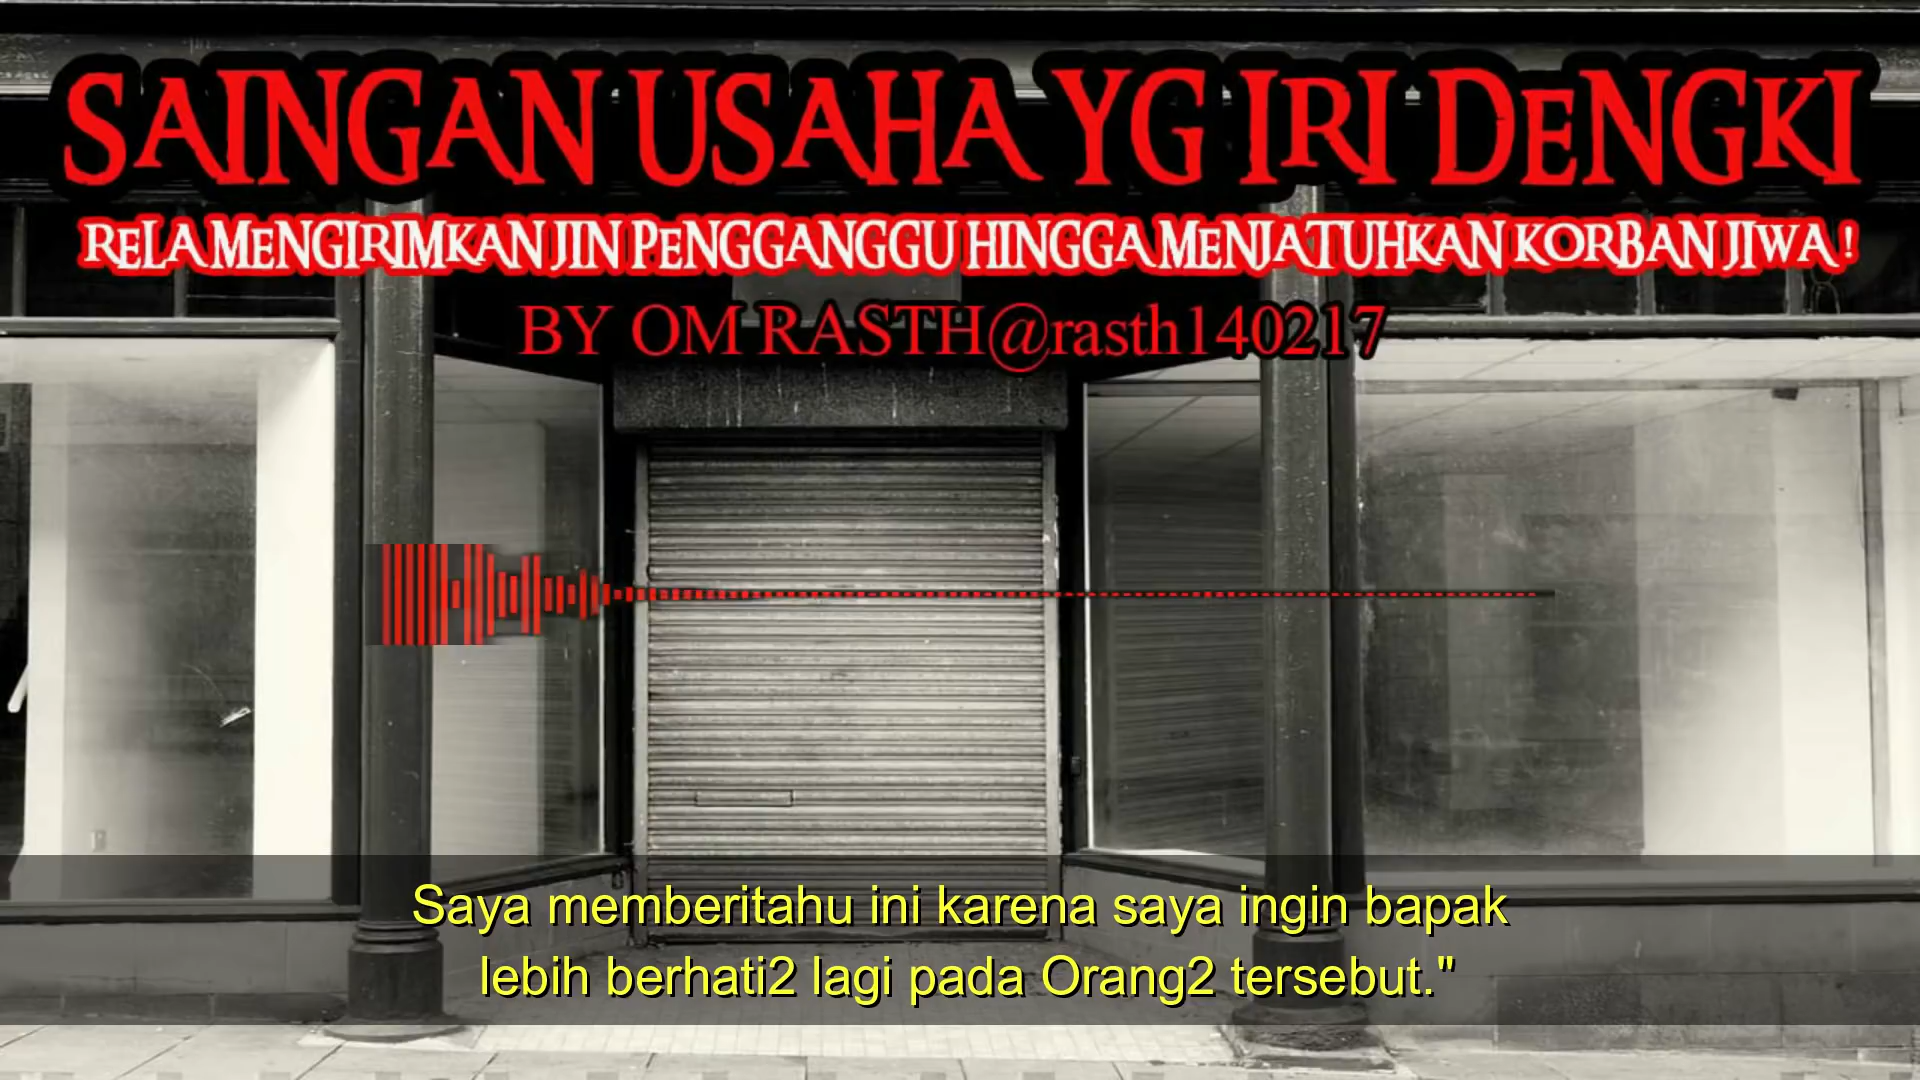 SAINGAN USAHA YG IRI DENGKI
RELA MENGIRIMKAN JIN PENGGANGGU HINGGA MENJATUHKAN KORBAN JIWA !
BY OM RASTH@rasth140217
Saya memberitahu ini karena saya ingin bapak
lebih berhati2 lagi pada Orang2 tersebut."